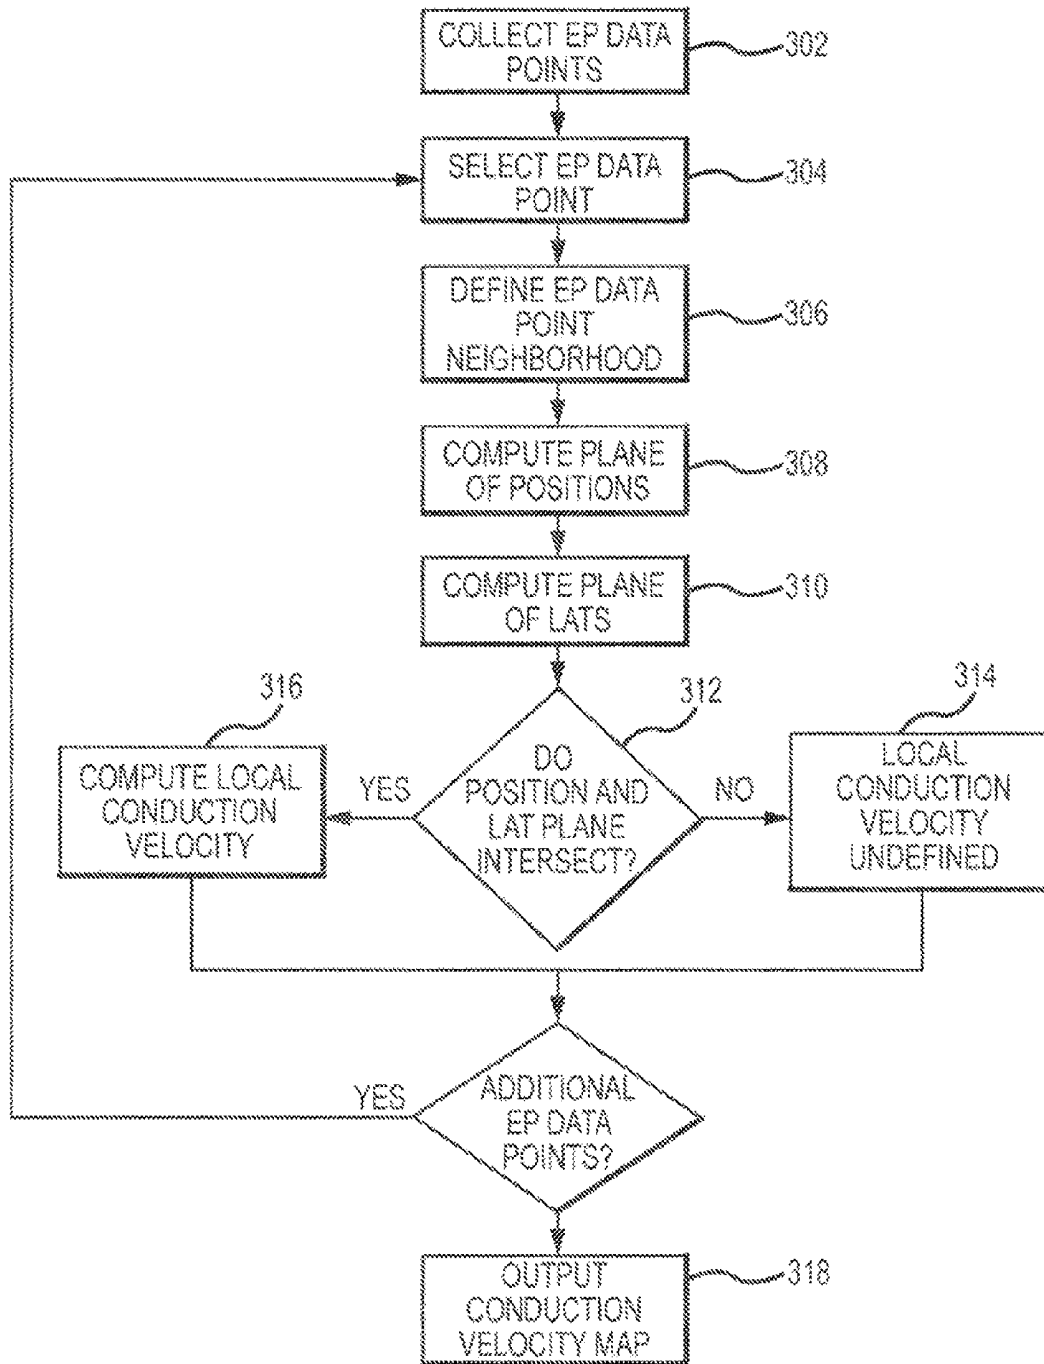 COLLECT EP DATA
POINTS
302
SELECT EP DATA
POINT
304
DEFINE EP DATA
POINT
NEIGHBORHOOD
306
COMPUTE PLANE
OF POSITIONS
308
COMPUTE PLANE
OF LATS
310
316
312
314
COMPUTE LOCAL
CONDUCTION
VELOCITY
YES
DO
POSITION AND
LAT PLANE
INTERSECT?
NO
LOCAL
CONDUCTION
VELOCITY
UNDEFINED
YES
ADDITIONAL
EP DATA
POINTS?
OUTPUT
CONDUCTION
VELOCITY MAP
318